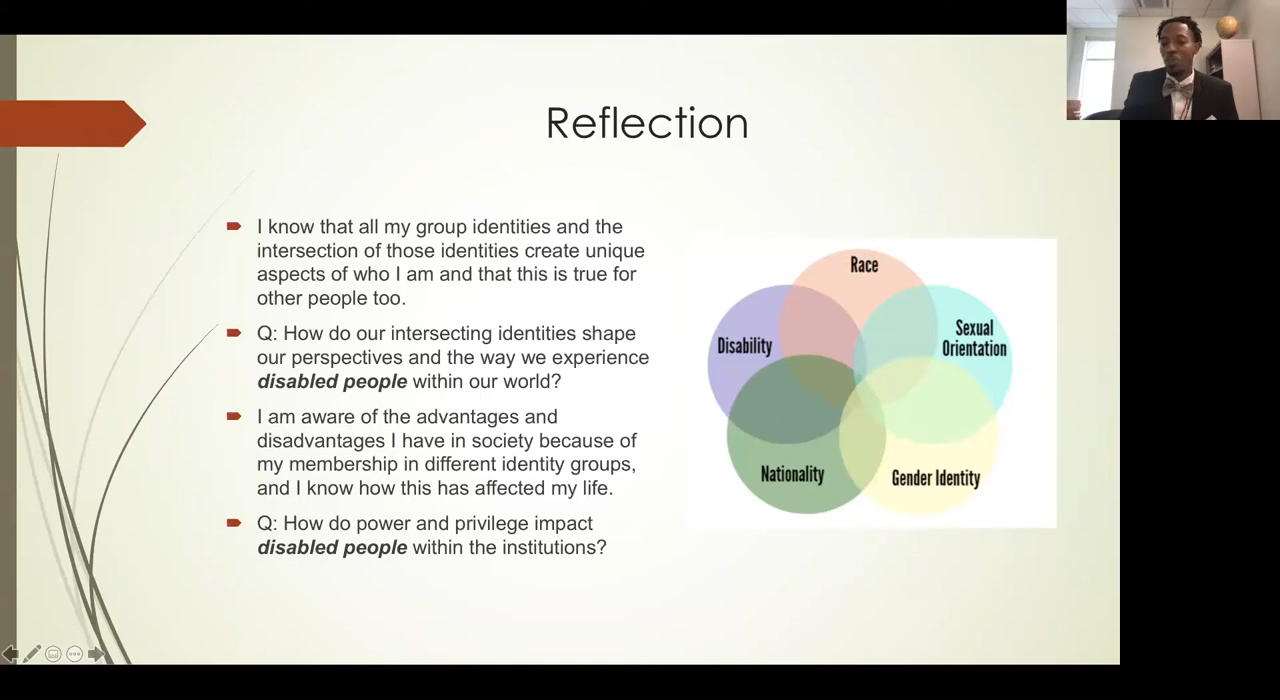 Reflection
I know that all my group identities and the
intersection of those identities create unique
aspects of who I am and that this is true for
other people too.
Q: How do our intersecting identities shape
our perspectives and the way we experience
disabled people within our world?
I am aware of the advantages and
disadvantages I have in society because of
my membership in different identity groups,
and I know how this has affected my life.
Q: How do power and privilege impact
disabled people within the institutions?
Race
Disability
Sexual
Orientation
Nationality
Gender Identity